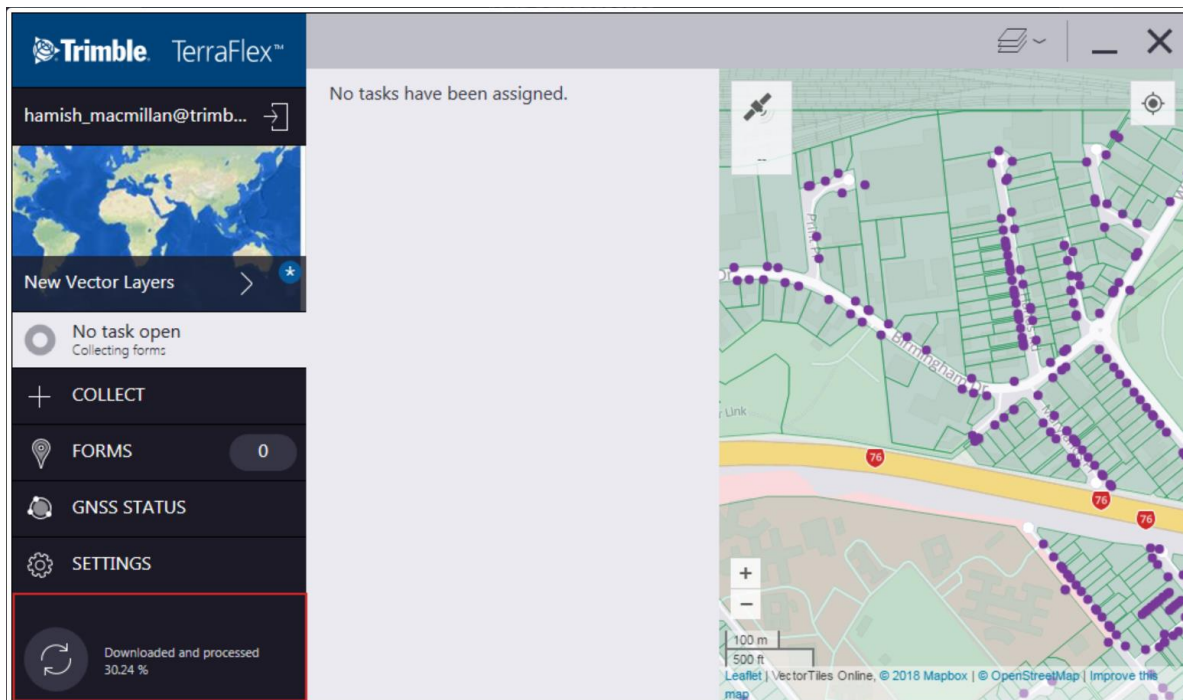 Trimble. TerraFlex™
hamish_macmillan@trimb...
New Vector Layers
*
No task open
Collecting forms
COLLECT
FORMS 0
GNSS STATUS
SETTINGS
Downloaded and processed
30.24 %
No tasks have been assigned.
--
Birmingham Dr
Link
76
76
76
+
−
100 m
500 ft
Leaflet | VectorTiles Online, © 2018 Mapbox | © OpenStreetMap | Improve this
map